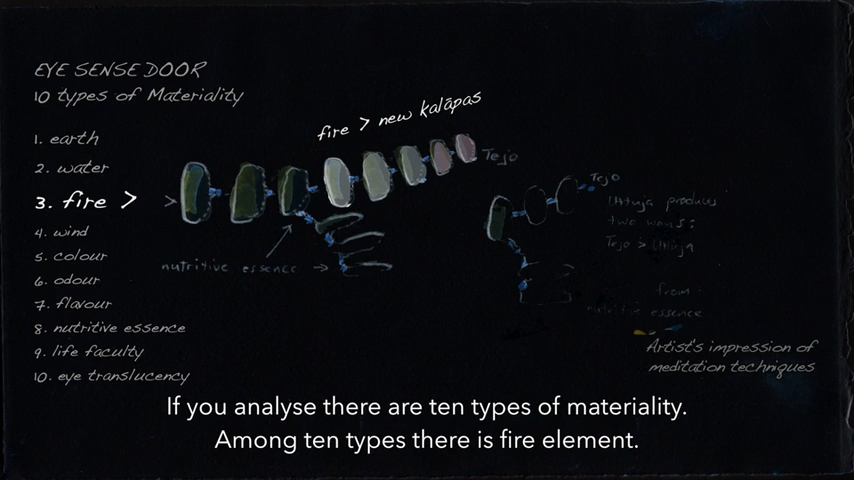 EYE SENSE DOOR
10 types of Materiality
1. earth
2. water
3. fire >
4. wind
5. colour
6. odour
7. flavour
8. nutritive essence
9. life faculty
10. eye translucency
fire > new kalāpas
>
Tejo
nutritive essence →
Tejo
Utuja produces
two ways:
Tejo > Utuja
from:
nutritive essence
Artist's impression of
meditation techniques
If you analyse there are ten types of materiality.
Among ten types there is fire element.